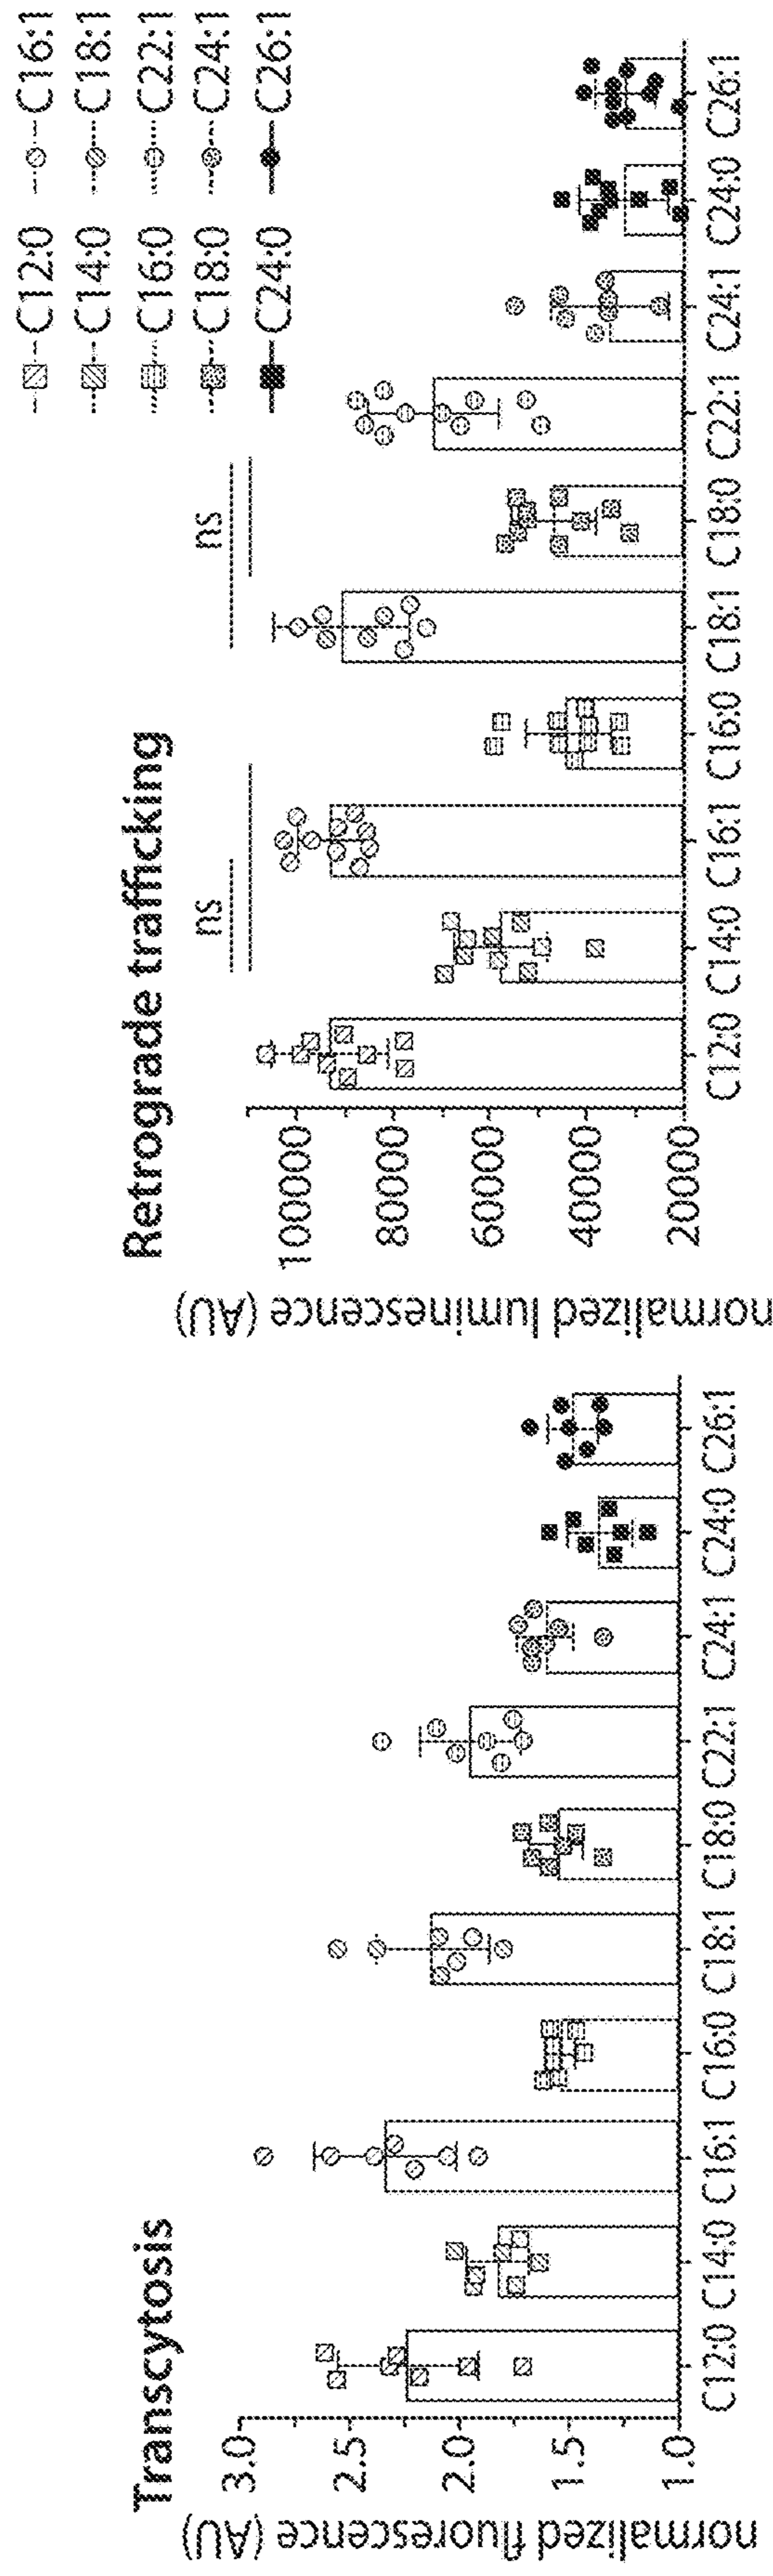 Transcytosis
normalized fluorescence (AU)
3.0
2.5
2.0
1.5
1.0
C12:0 C14:0 C16:1 C16:0 C18:1 C18:0 C22:1 C24:1 C24:0 C26:1
Retrograde trafficking
normalized luminescence (AU)
100000
80000
60000
40000
20000
ns
ns
C12:0 C14:0 C16:1 C16:0 C18:1 C18:0 C22:1 C24:1 C24:0 C26:1
C12:0 C16:1
C14:0 C18:1
C16:0 C22:1
C18:0 C24:1
C24:0 C26:1